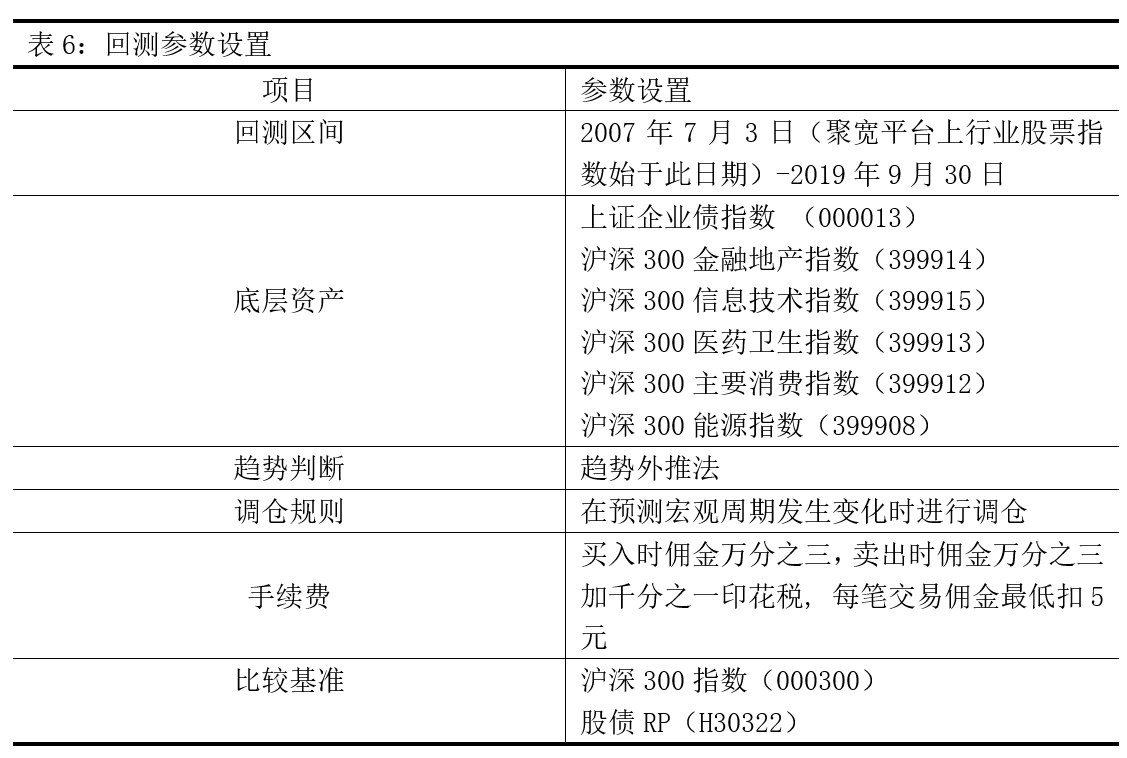 表 6：回测参数设置
项目 参数设置
回测区间 2007 年 7 月 3 日（聚宽平台上行业股票指
数始于此日期）-2019 年 9 月 30 日
上证企业债指数 （000013）
沪深 300 金融地产指数（399914）
底层资产 沪深 300 信息技术指数（399915）
沪深 300 医药卫生指数（399913）
沪深 300 主要消费指数（399912）
沪深 300 能源指数（399908）
趋势判断 趋势外推法
调仓规则 在预测宏观周期发生变化时进行调仓
买入时佣金万分之三，卖出时佣金万分之三
手续费 加千分之一印花税, 每笔交易佣金最低扣 5
元
比较基准 沪深 300 指数（000300）
股债 RP（H30322）